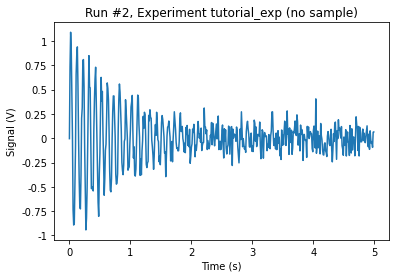 Run #2, Experiment tutorial_exp (no sample)
Signal (V)
1
0.75
0.5
0.25
0
-0.25
-0.5
-0.75
-1
0 1 2 3 4 5
Time (s)